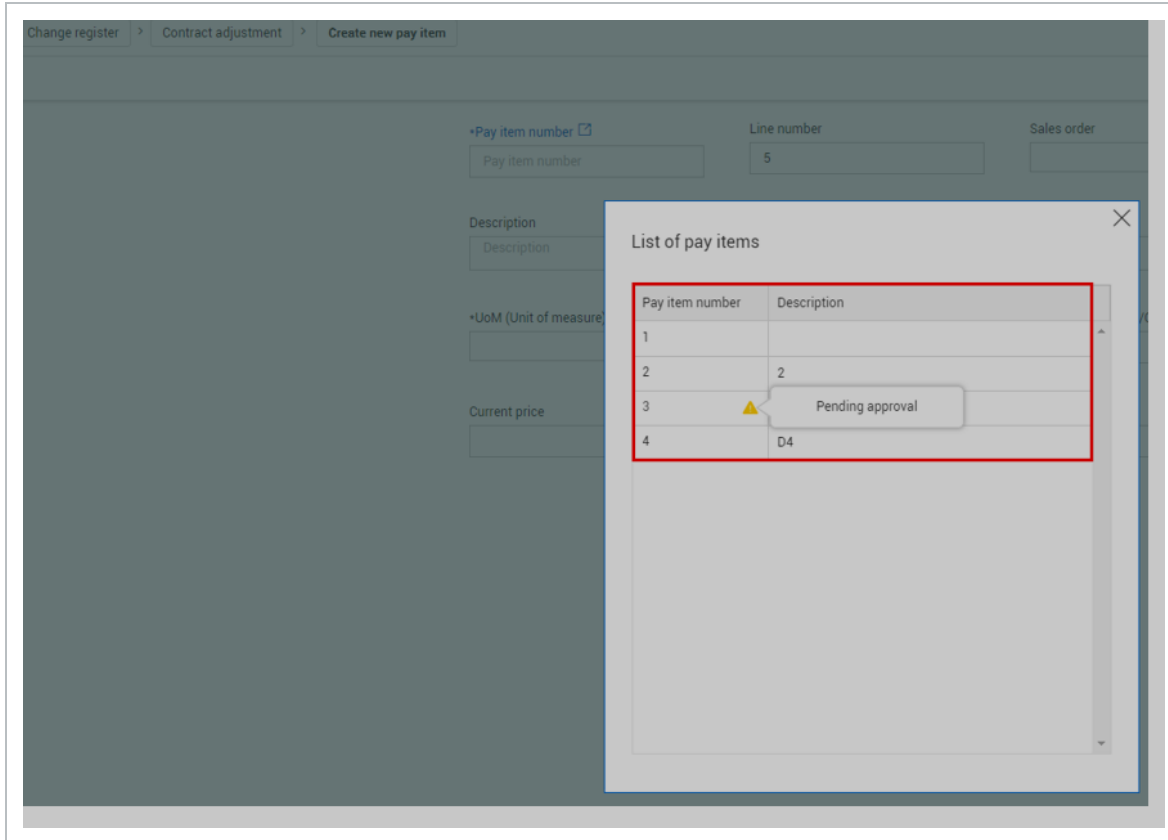 Change register > Contract adjustment > Create new pay item
*Pay item number Line number Sales order
Pay item number 5
Description
Description
List of pay items
Pay item number Description
*UoM (Unit of measure)
1
2 2
Current price
3 Pending approval
4 D4